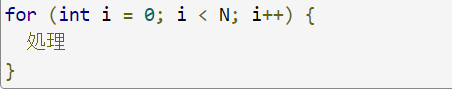 for (int i = 0; i < N; i++) {
  処理
}